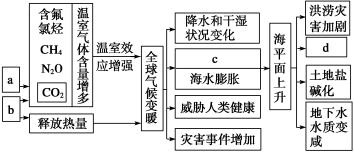 a
b
含氟
氯烃
CH₄
N₂O
CO₂
温室气体含量增多
释放热量
温室效
应增强
全球气候变暖
降水和干湿
状况变化
c
海水膨胀
威胁人类健康
灾害事件增加
海平面上升
洪涝灾
害加剧
d
土地盐
碱化
地下水
水质变
咸